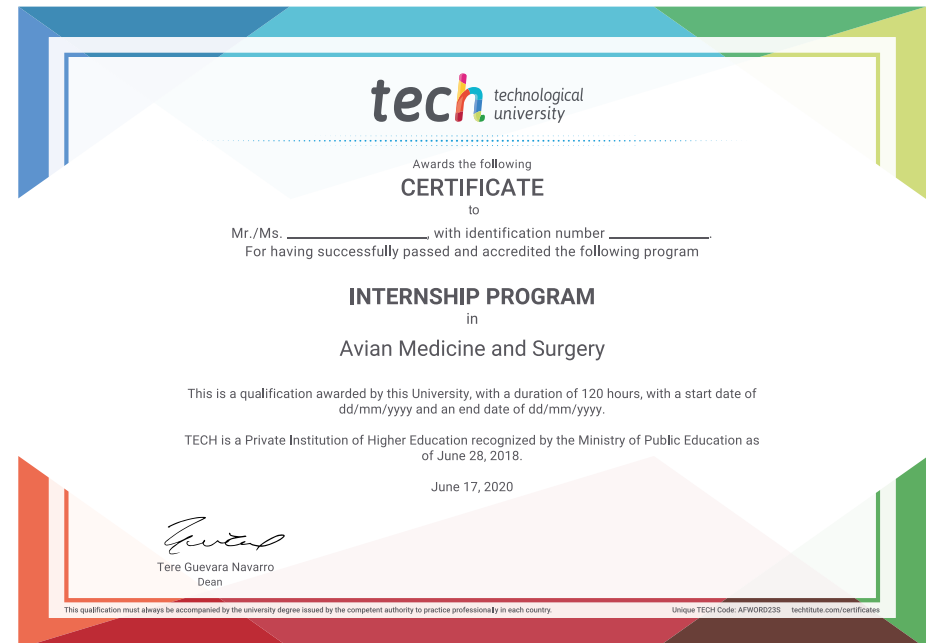 tech technological
university
Awards the following
CERTIFICATE
to
Mr./Ms. ____________________, with identification number ______________.
For having successfully passed and accredited the following program
INTERNSHIP PROGRAM
in
Avian Medicine and Surgery
This is a qualification awarded by this University, with a duration of 120 hours, with a start date of
dd/mm/yyyy and an end date of dd/mm/yyyy.
TECH is a Private Institution of Higher Education recognized by the Ministry of Public Education as
of June 28, 2018.
June 17, 2020
Tere Guevara Navarro
Dean
This qualification must always be accompanied by the university degree issued by the competent authority to practice professionally in each country. Unique TECH Code: AFWORD23S techtitute.com/certificates